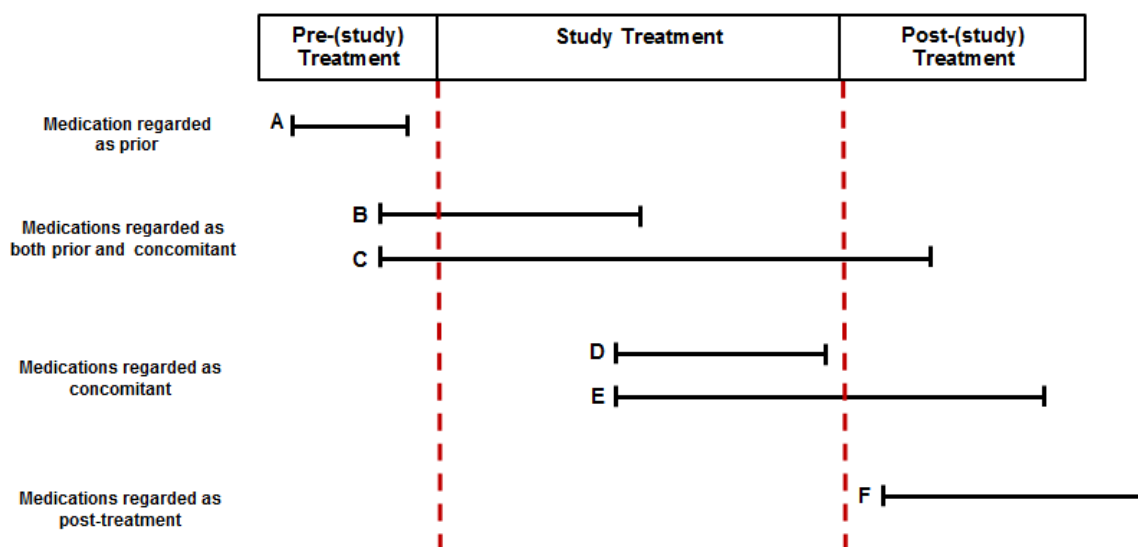 Pre-(study)
Treatment
Study Treatment
Post-(study)
Treatment
Medication regarded
as prior
A
Medications regarded as
both prior and concomitant
B
C
Medications regarded as
concomitant
D
E
Medications regarded as
post-treatment
F